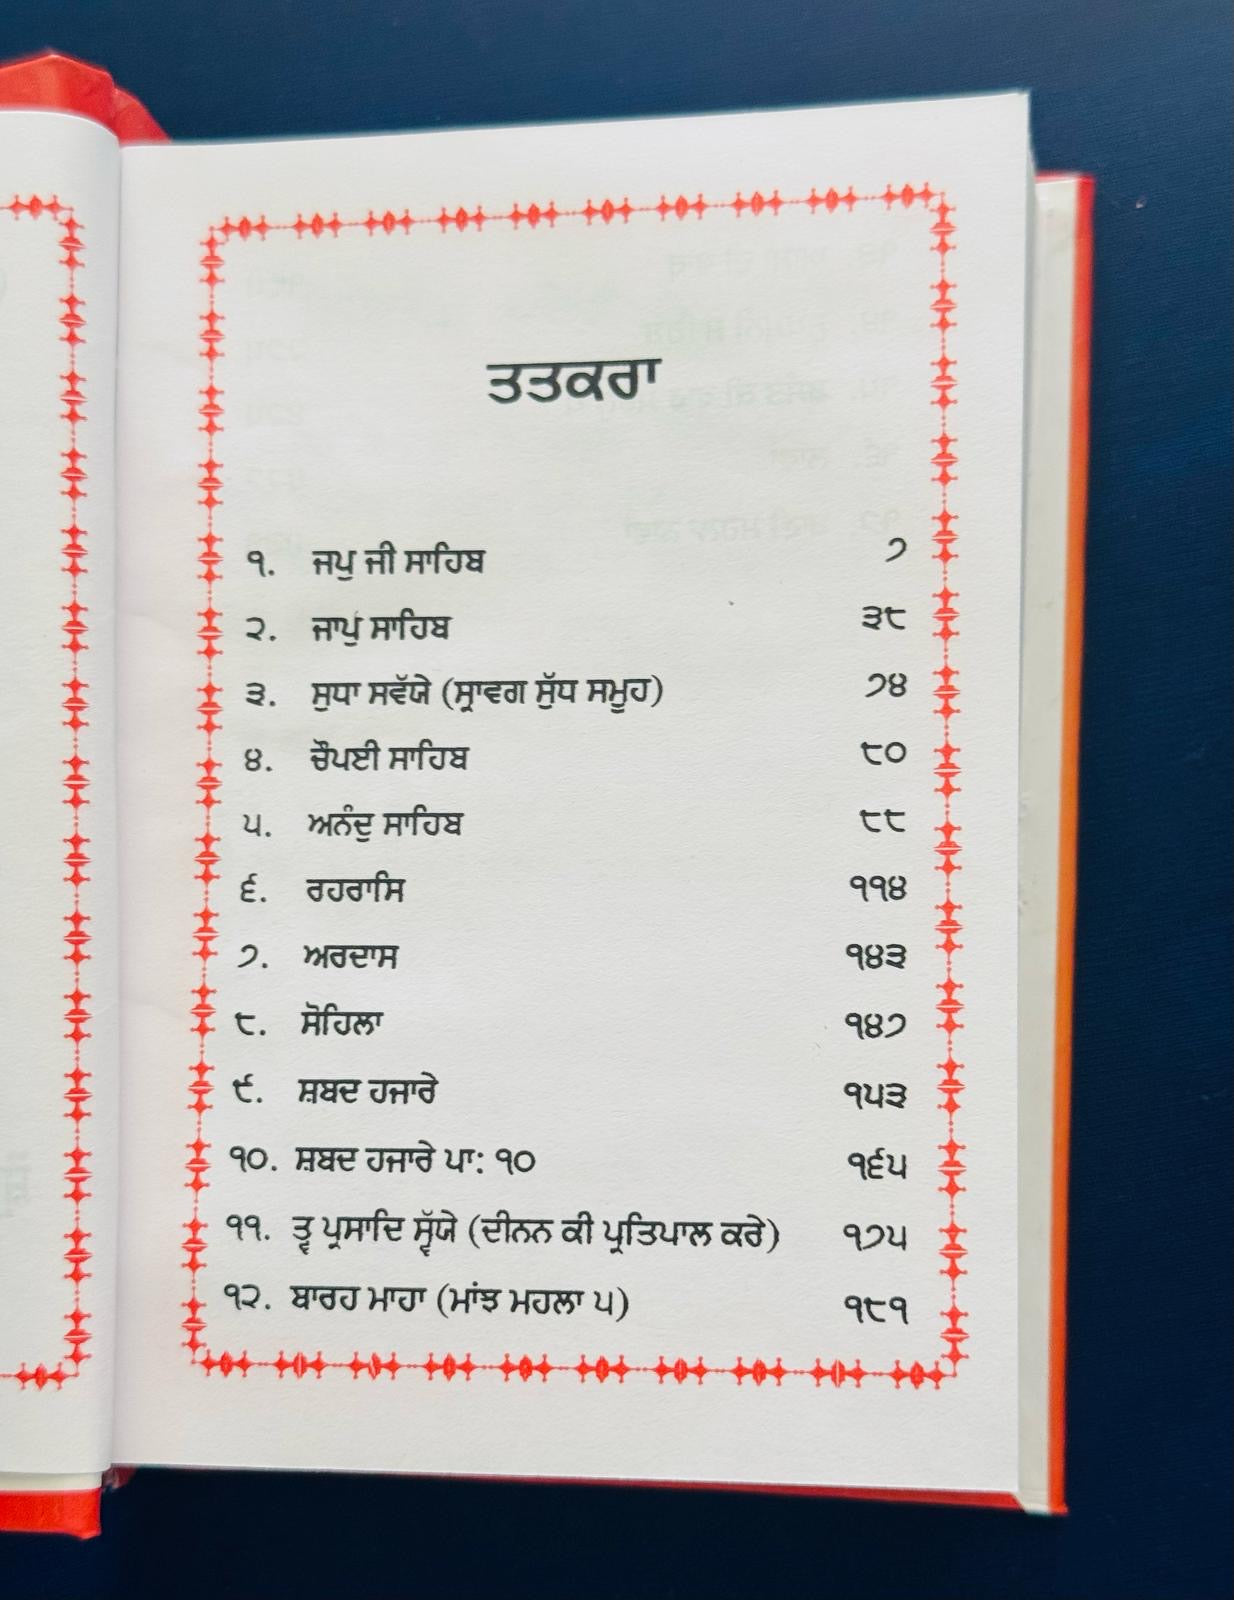 ਤਤਕਰਾ
੧. ਜਪੁ ਜੀ ਸਾਹਿਬ ੭
੨. ਜਾਪੁ ਸਾਹਿਬ ੩੮
੩. ਸੁਧਾ ਸਵੱਯੇ (ਸ੍ਰਾਵਗ ਸੁੱਧ ਸਮੂਹ) ੭੪
੪. ਚੌਪਈ ਸਾਹਿਬ ੮੦
੫. ਅਨੰਦੁ ਸਾਹਿਬ ੮੮
੬. ਰਹਰਾਸਿ ੧੧੪
੭. ਅਰਦਾਸ ੧੪੩
੮. ਸੋਹਿਲਾ ੧੪੭
੯. ਸ਼ਬਦ ਹਜਾਰੇ ੧੫੩
੧੦. ਸ਼ਬਦ ਹਜਾਰੇ ਪਾ: ੧੦ ੧੬੫
੧੧. ਤ੍ਵ ਪ੍ਰਸਾਦਿ ਸ੍ਵੱਯੇ (ਦੀਨਨ ਕੀ ਪ੍ਰਤਿਪਾਲ ਕਰੇ) ੧੭੫
੧੨. ਬਾਰਹ ਮਾਹਾ (ਮਾਂਝ ਮਹਲਾ ੫) ੧੮੧